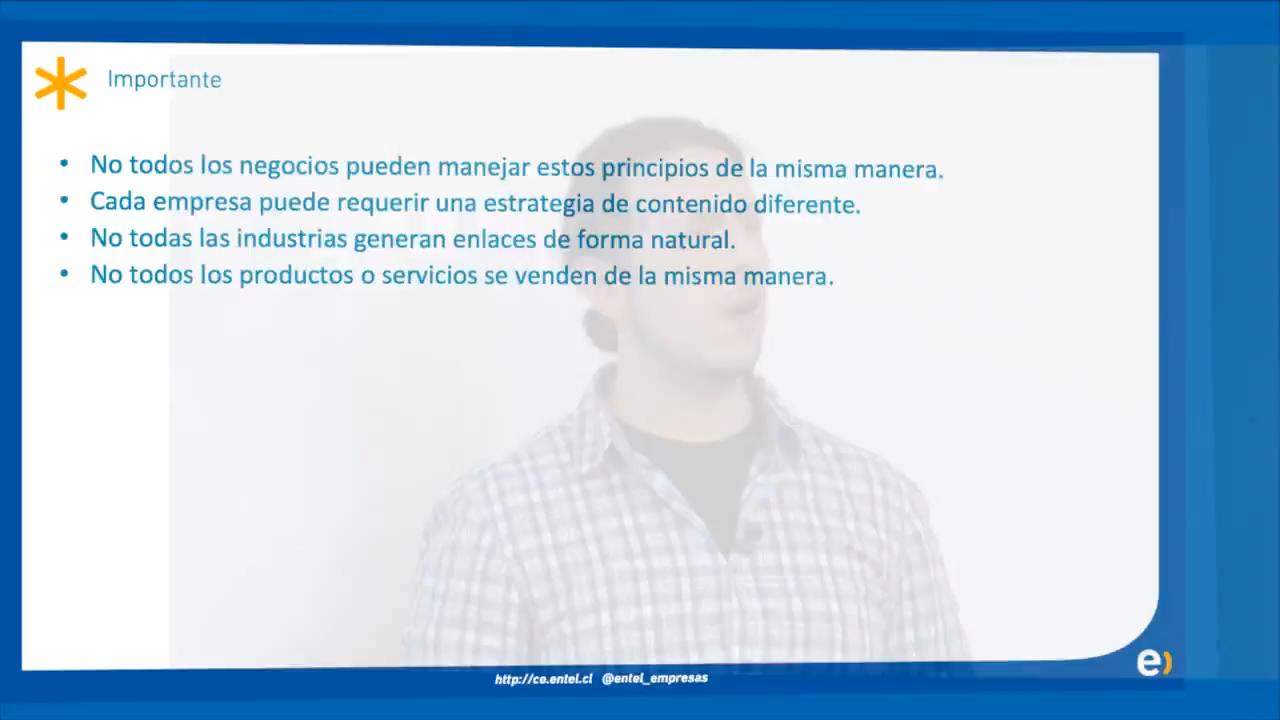 Importante
• No todos los negocios pueden manejar estos principios de la misma manera.
• Cada empresa puede requerir una estrategia de contenido diferente.
• No todas las industrias generan enlaces de forma natural.
• No todos los productos o servicios se venden de la misma manera.
e)
http://ce.entel.cl @entel_empresas